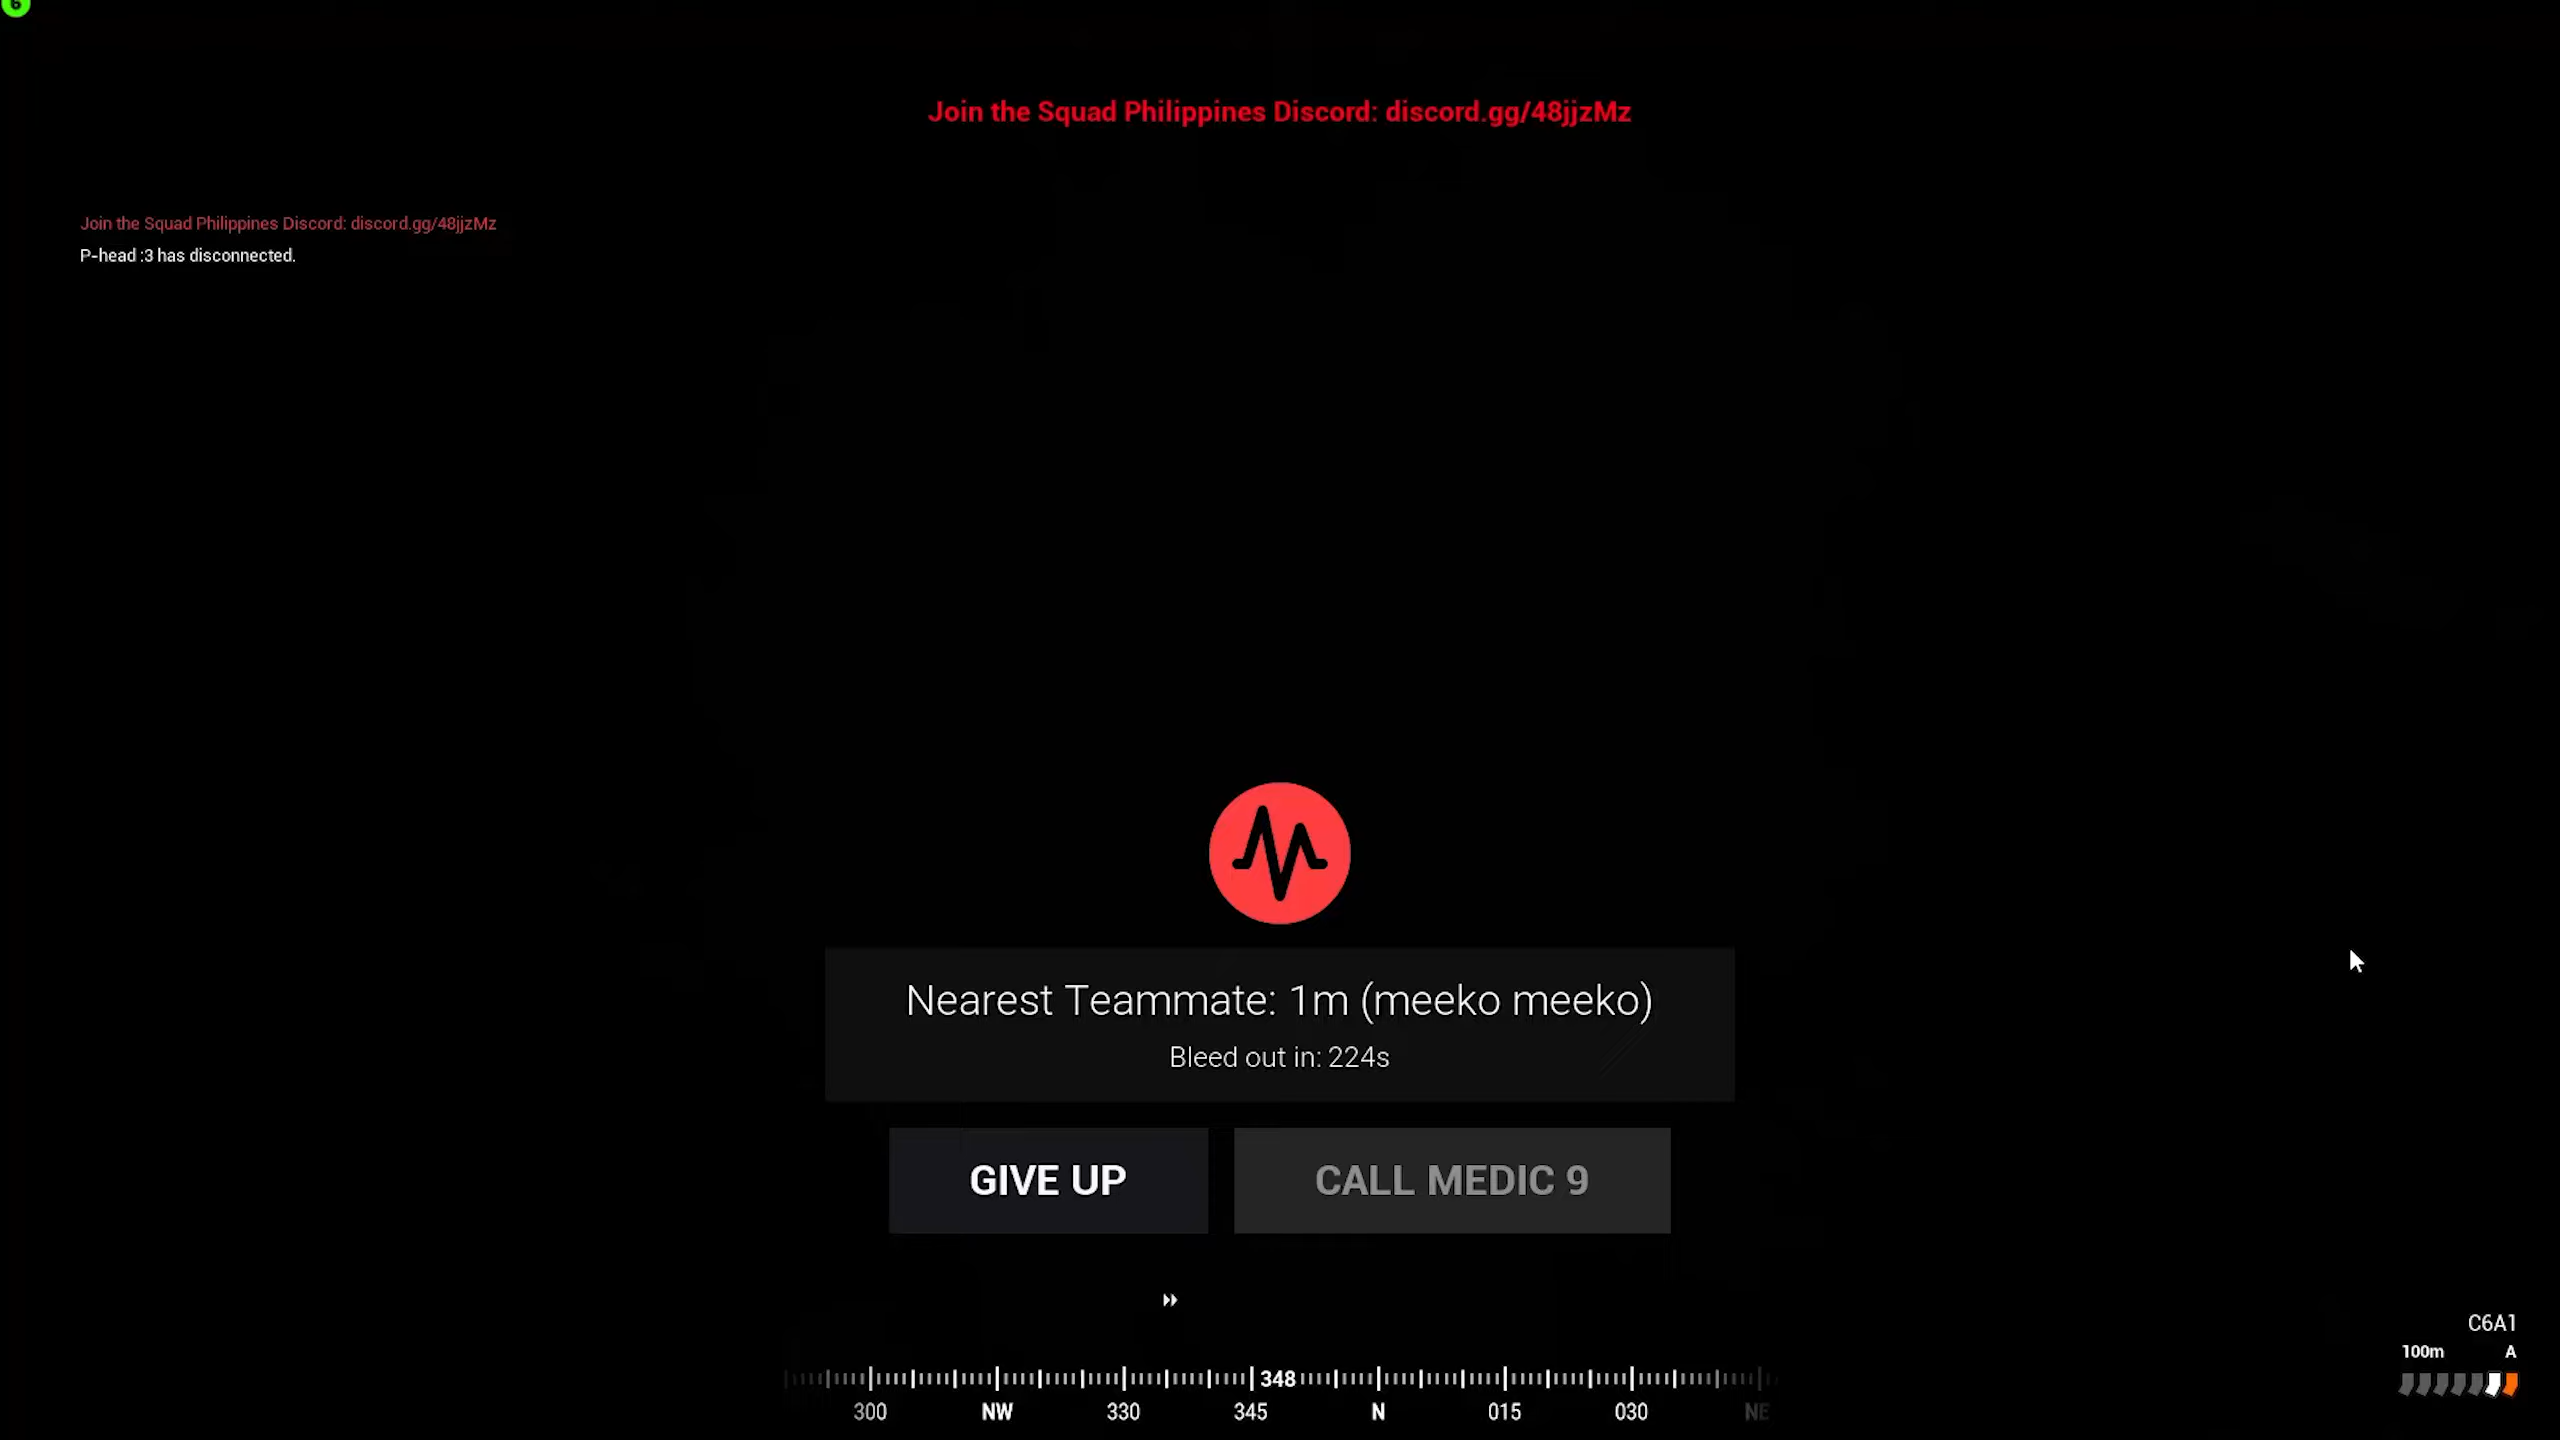 6
Join the Squad Philippines Discord: discord.gg/48jjzMz
Join the Squad Philippines Discord: discord.gg/48jjzMz
P-head :3 has disconnected.
Nearest Teammate: 1m (meeko meeko)
Bleed out in: 224s
GIVE UP
CALL MEDIC 9
C6A1
100m A
348
300 NW 330 345 N 015 030 NE